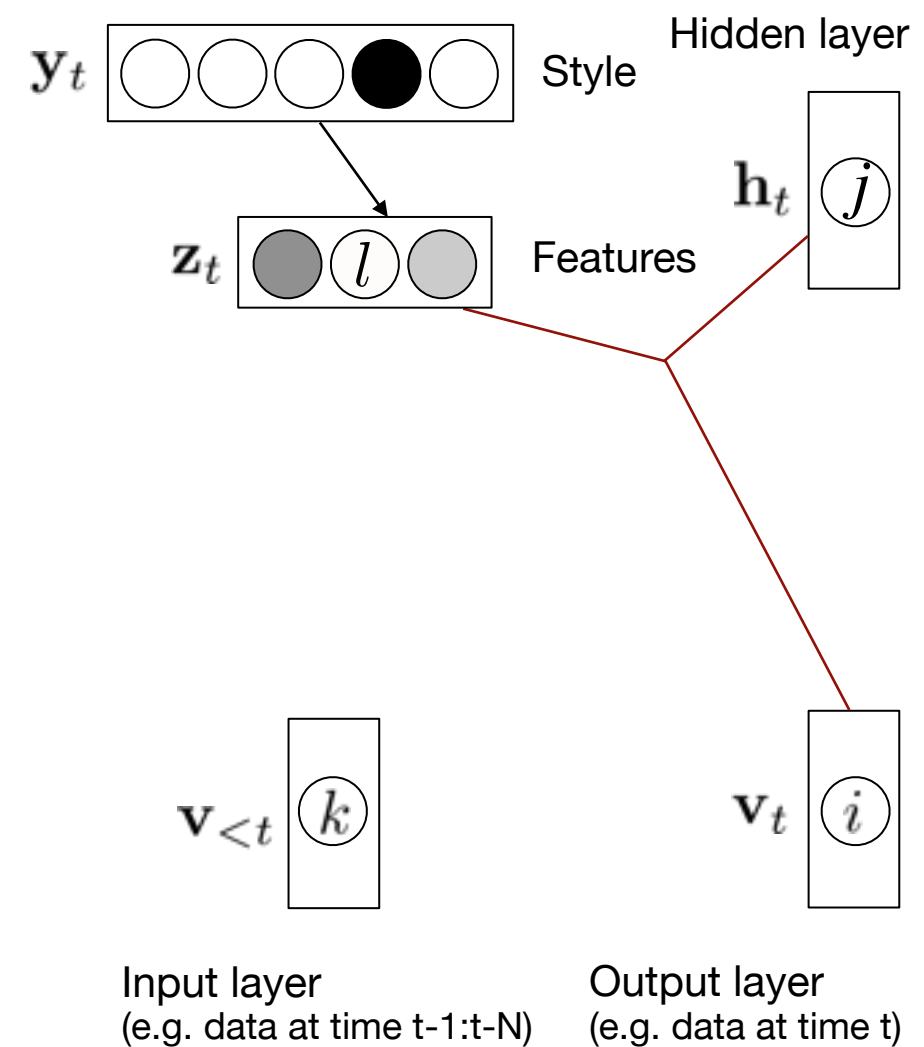 Hidden layer
y_t Style
h_t j
z_t l Features
v_{<t} k
v_t i
Input layer
(e.g. data at time t-1:t-N)
Output layer
(e.g. data at time t)